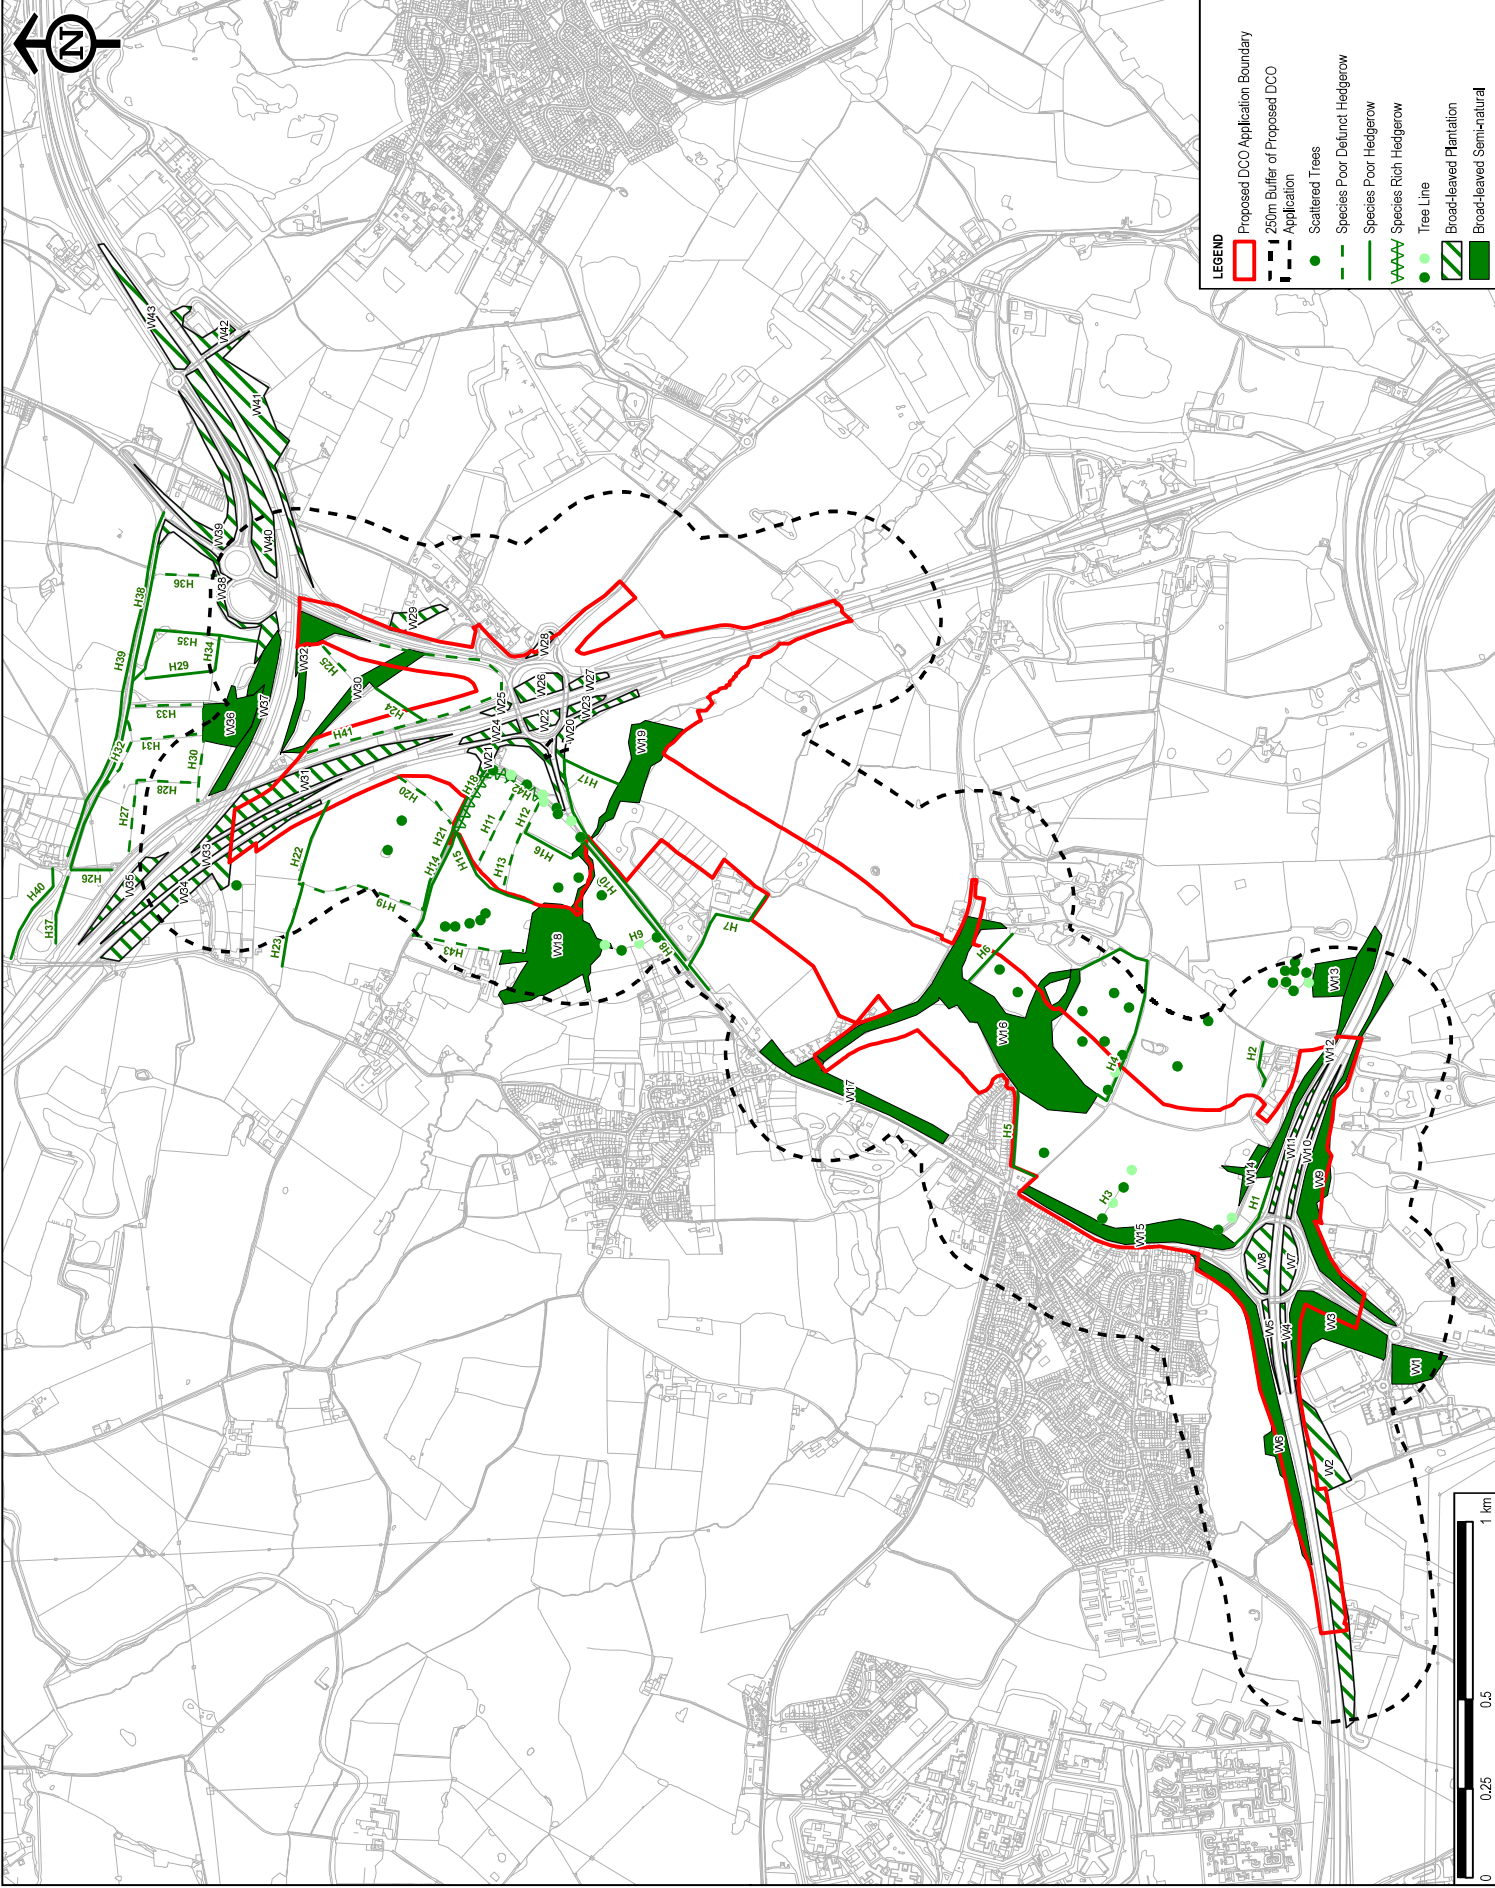 N
LEGEND
Proposed DCO Application Boundary
250m Buffer of Proposed DCO
Application
Scattered Trees
Species Poor Defunct Hedgerow
Species Poor Hedgerow
Species Rich Hedgerow
Tree Line
Broad-leaved Plantation
Broad-leaved Semi-natural
0
0.25
0.5
1 km
W43
W42
W41
W40
W39
W38
H38
H36
H35
H34
H29
H39
H33
H32
H31
H30
H28
H27
H26
H40
H37
W37
W36
W35
W34
W33
W32
W31
W30
W29
H25
H24
H41
H23
H22
H20
H19
H21
H14
H15
H18
H11
H12
H13
H42
H16
H17
H43
W28
W27
W26
W25
W24
W23
W22
W21
W20
W19
W18
H10
H9
H8
H7
W17
W16
H6
H5
H4
H3
H2
H1
W15
W14
W13
W12
W11
W10
W9
W8
W7
W6
W5
W4
W3
W2
W1